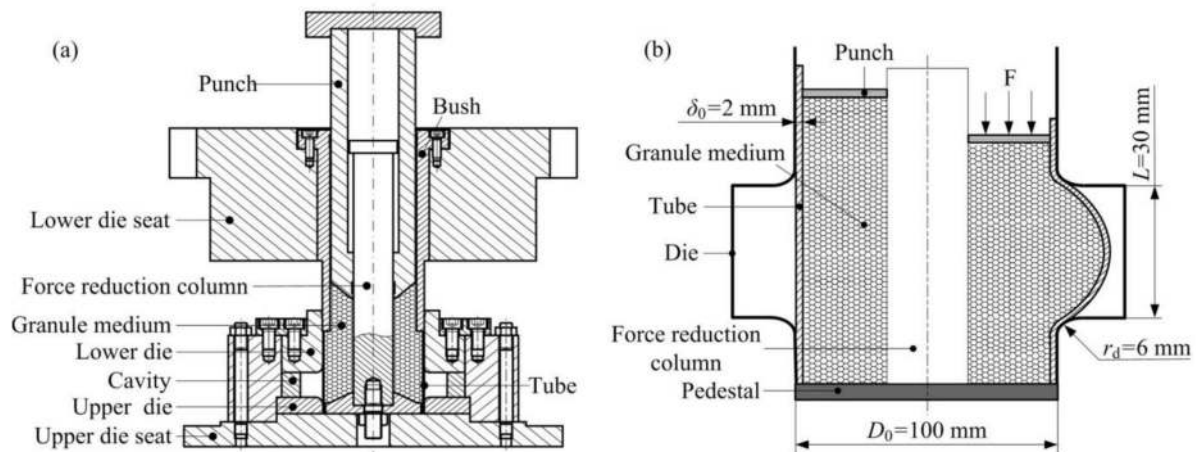 (a)
Punch
Bush
Lower die seat
Force reduction column
Granule medium
Lower die
Cavity
Upper die
Upper die seat
Tube
(b)
Punch
F
δ₀=2 mm
Granule medium
Tube
Die
L=30 mm
Force reduction
column
r_d=6 mm
Pedestal
D₀=100 mm